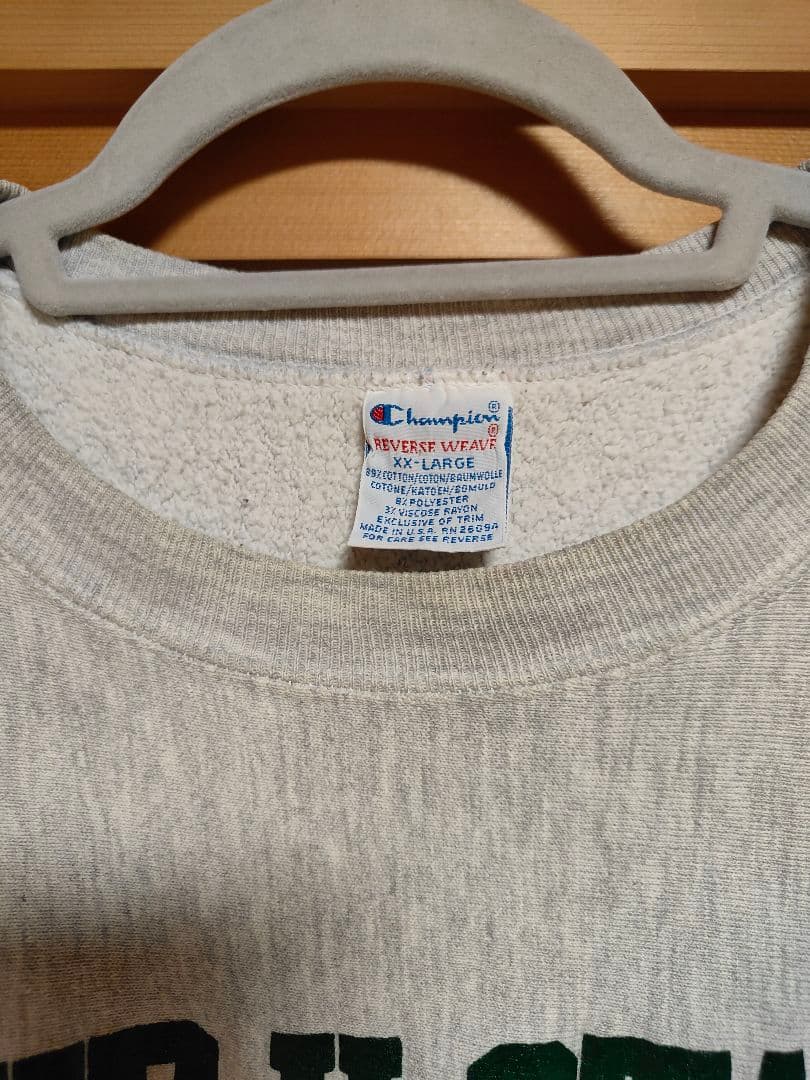 Champion®
REVERSE WEAVE®
XX-LARGE
89% COTTON/COTON/BAUMWOLLE
COTONE/KATOEN/BOMULD
8% POLYESTER
3% VISCOSE RAYON
EXCLUSIVE OF TRIM
MADE IN U.S.A. RN 26094
FOR CARE SEE REVERSE